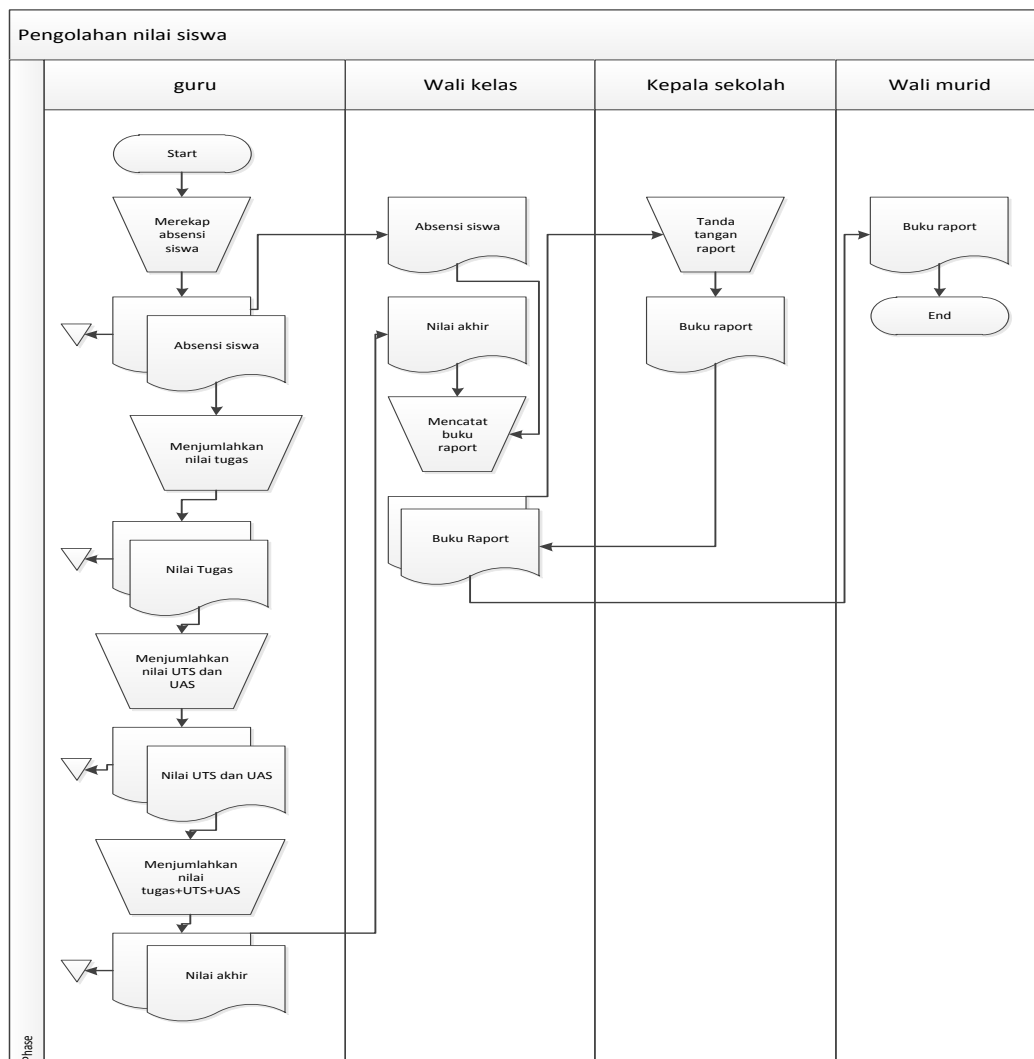 Pengolahan nilai siswa
guru
Wali kelas
Kepala sekolah
Wali murid
Start
Merekap
absensi
siswa
Absensi siswa
Menjumlahkan
nilai tugas
Nilai Tugas
Menjumlahkan
nilai UTS dan
UAS
Nilai UTS dan UAS
Menjumlahkan
nilai
tugas+UTS+UAS
Nilai akhir
Absensi siswa
Nilai akhir
Mencatat
buku
raport
Buku Raport
Tanda
tangan
raport
Buku raport
Buku raport
End
Phase